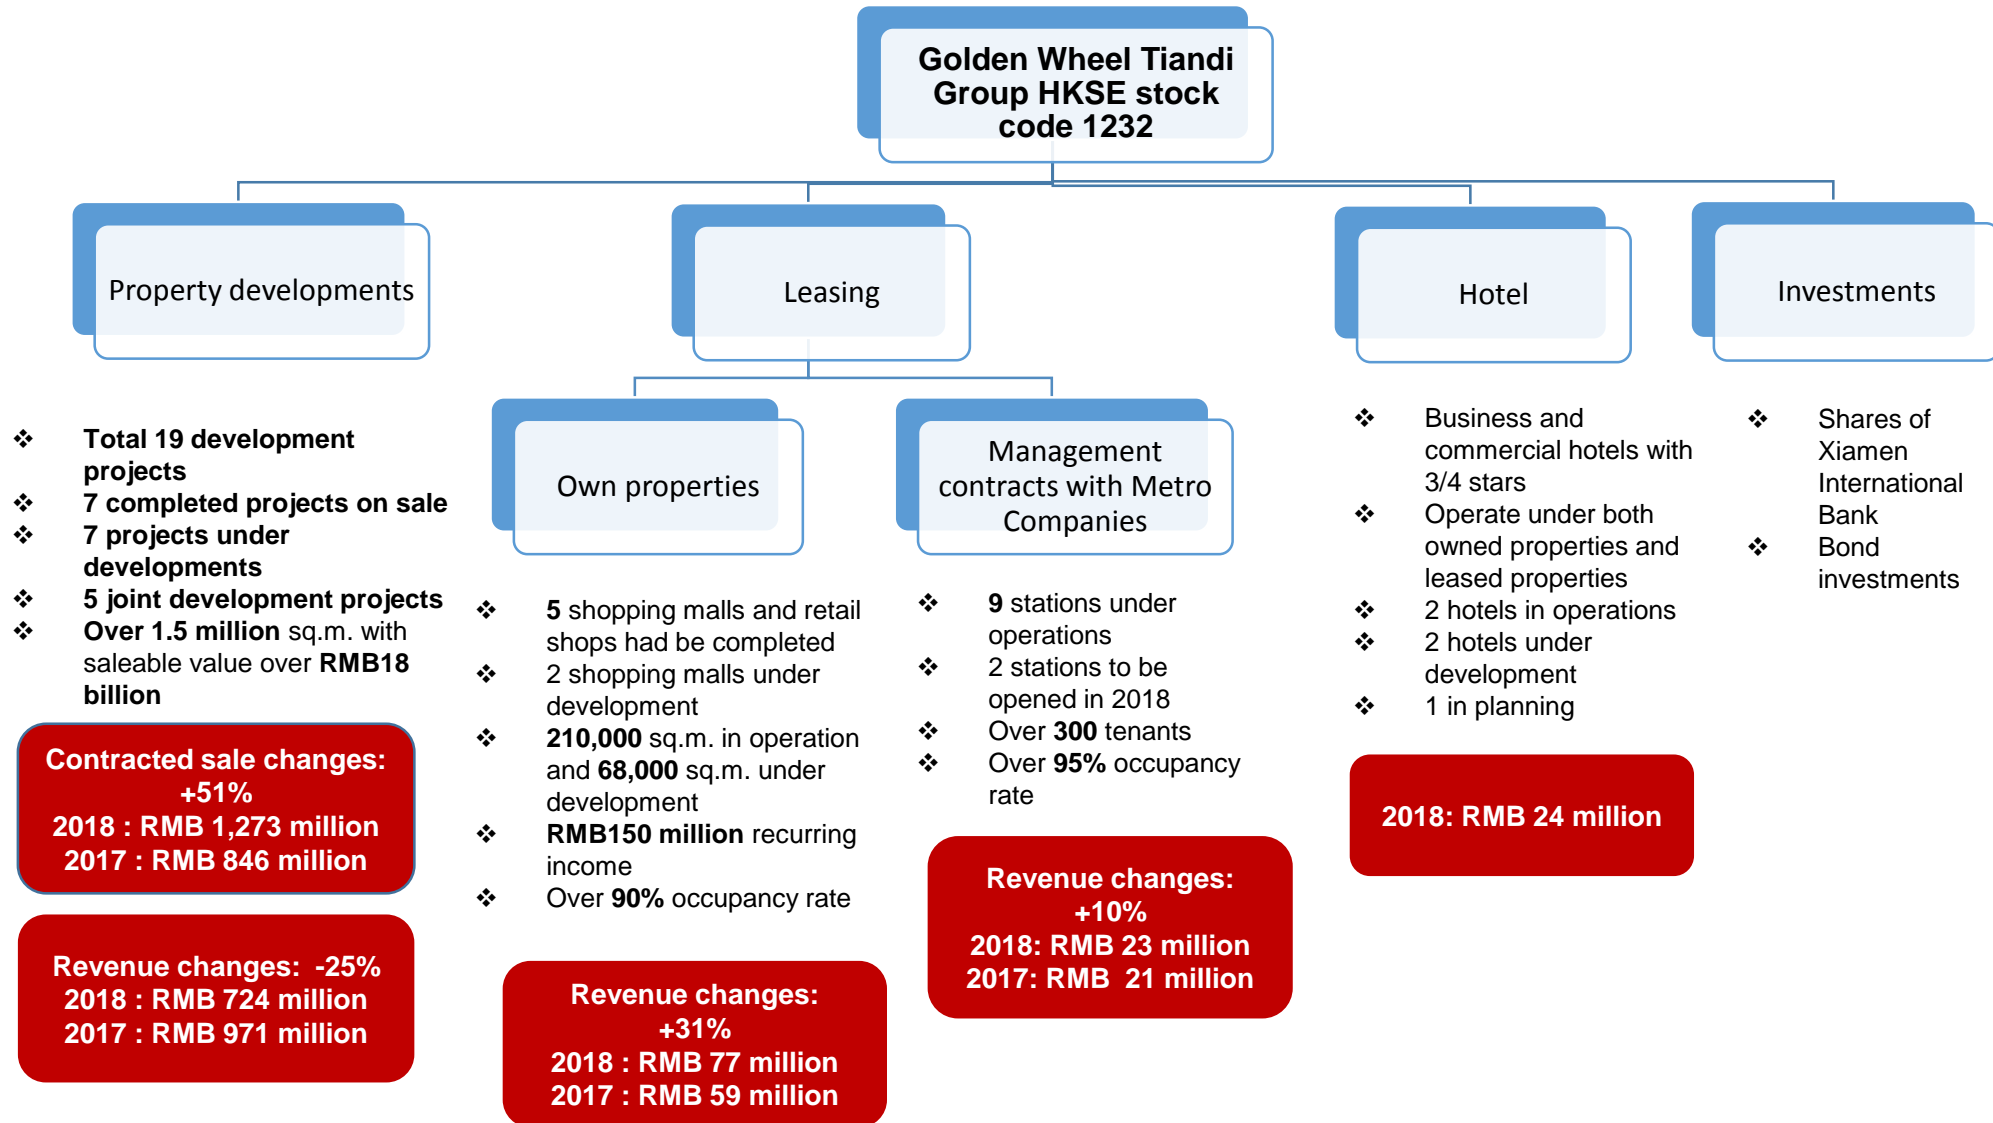 Golden Wheel Tiandi
Group HKSE stock
code 1232
Property developments
Leasing
Hotel
Investments
❖ Total 19 development
projects
❖ 7 completed projects on sale
❖ 7 projects under
developments
❖ 5 joint development projects
❖ Over 1.5 million sq.m. with
saleable value over RMB18
billion
Contracted sale changes:
+51%
2018 : RMB 1,273 million
2017 : RMB 846 million
Revenue changes: -25%
2018 : RMB 724 million
2017 : RMB 971 million
Own properties
❖ 5 shopping malls and retail
shops had be completed
❖ 2 shopping malls under
development
❖ 210,000 sq.m. in operation
and 68,000 sq.m. under
development
❖ RMB150 million recurring
income
❖ Over 90% occupancy rate
Revenue changes:
+31%
2018 : RMB 77 million
2017 : RMB 59 million
Management
contracts with Metro
Companies
❖ 9 stations under
operations
❖ 2 stations to be
opened in 2018
❖ Over 300 tenants
❖ Over 95% occupancy
rate
Revenue changes:
+10%
2018: RMB 23 million
2017: RMB 21 million
❖ Business and
commercial hotels with
3/4 stars
❖ Operate under both
owned properties and
leased properties
❖ 2 hotels in operations
❖ 2 hotels under
development
❖ 1 in planning
2018: RMB 24 million
❖ Shares of
Xiamen
International
Bank
❖ Bond
investments